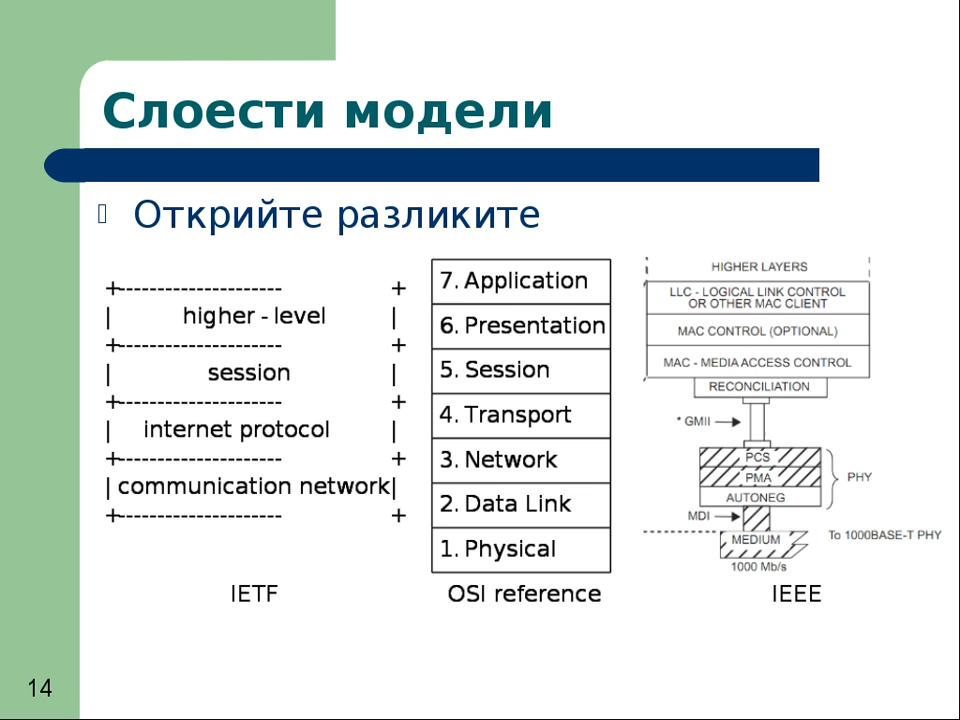 Слоести модели
Открийте разликите
+--------------------- +
| higher - level |
+--------------------- +
| session |
+--------------------- +
| internet protocol |
+--------------------- +
| communication network|
+--------------------- +
IETF
7. Application
6. Presentation
5. Session
4. Transport
3. Network
2. Data Link
1. Physical
OSI reference
HIGHER LAYERS
LLC - LOGICAL LINK CONTROL
OR OTHER MAC CLIENT
MAC CONTROL (OPTIONAL)
MAC - MEDIA ACCESS CONTROL
RECONCILIATION
* GMII
PCS
PMA
AUTONEG
PHY
MDI
MEDIUM
To 1000BASE-T PHY
1000 Mb/s
IEEE
14